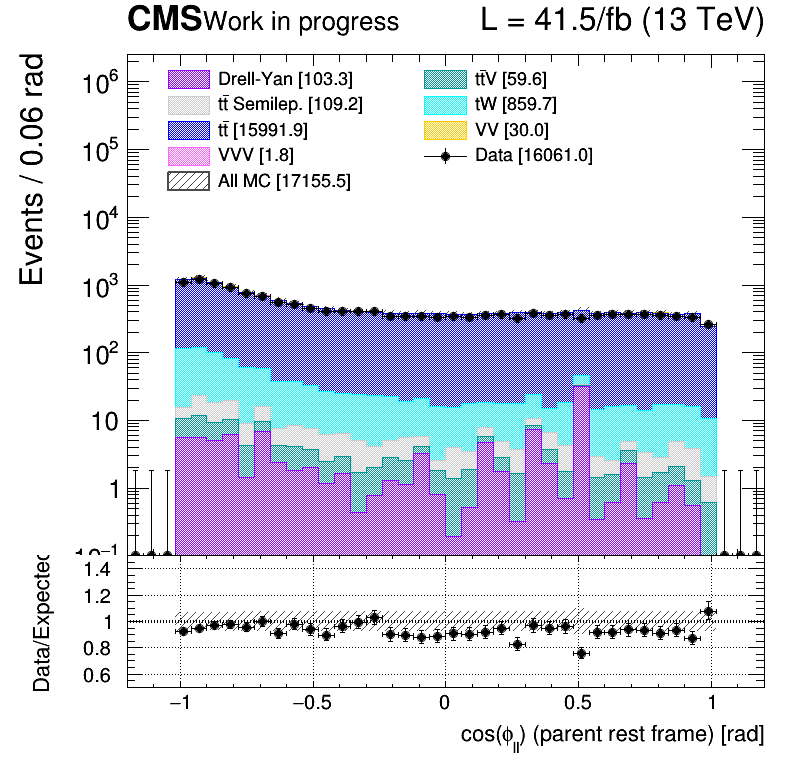 CMS Work in progress L = 41.5/fb (13 TeV)
Events / 0.06 rad
Drell-Yan [103.3]
tt̄ Semilep. [109.2]
tt̄ [15991.9]
VVV [1.8]
All MC [17155.5]
tt̄V [59.6]
tW [859.7]
VV [30.0]
Data [16061.0]
10⁶
10⁵
10⁴
10³
10²
10
1
Data/Expected
1.4
1.2
1
0.8
0.6
−1 −0.5 0 0.5 1
cos(ϕ_ll) (parent rest frame) [rad]